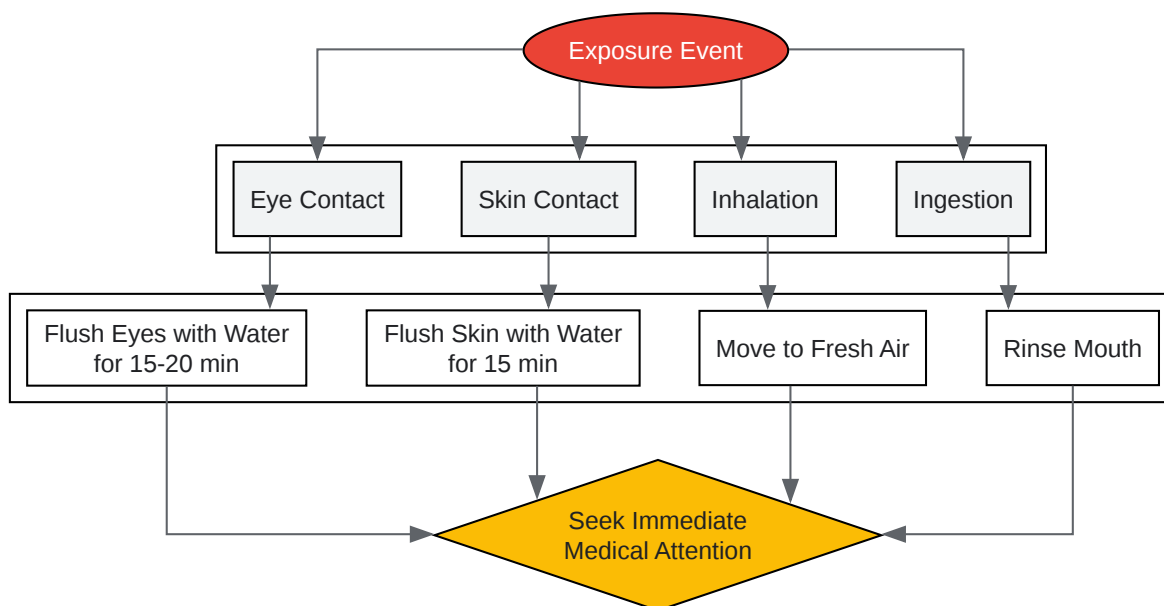 Exposure Event
Eye Contact
Skin Contact
Inhalation
Ingestion
Flush Eyes with Water
for 15-20 min
Flush Skin with Water
for 15 min
Move to Fresh Air
Rinse Mouth
Seek Immediate
Medical Attention